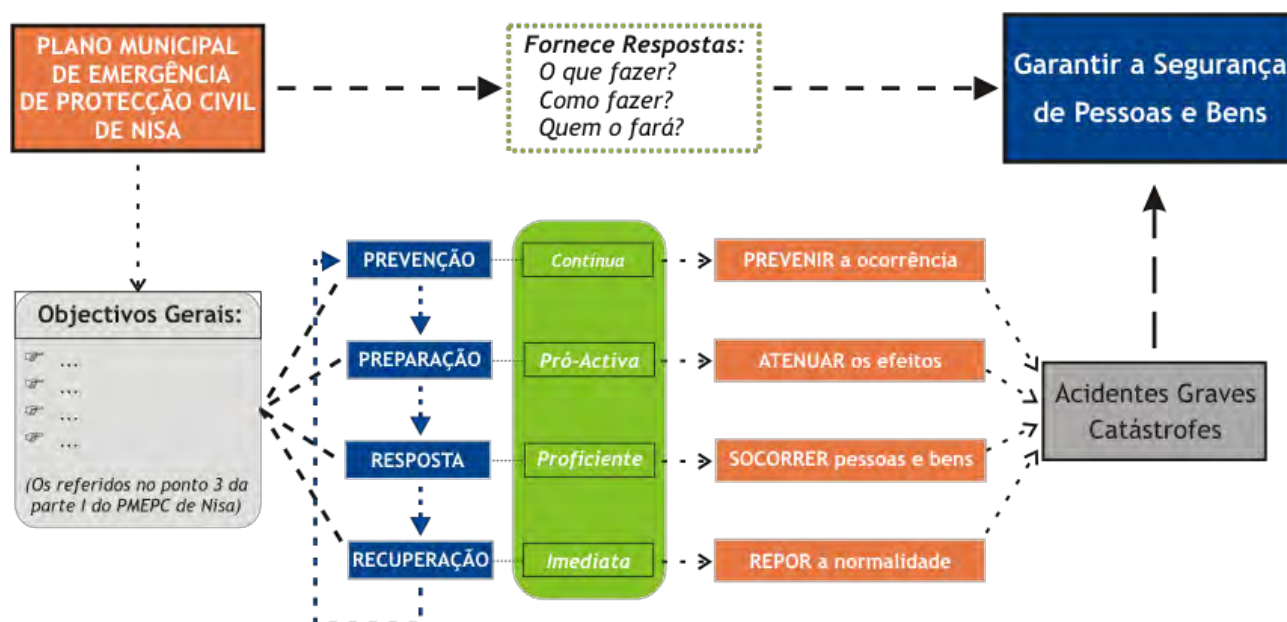 PLANO MUNICIPAL
DE EMERGÊNCIA
DE PROTECÇÃO CIVIL
DE NISA
Fornece Respostas:
O que fazer?
Como fazer?
Quem o fará?
Garantir a Segurança
de Pessoas e Bens
Objectivos Gerais:
☞ ...
☞ ...
☞ ...
☞ ...
(Os referidos no ponto 3 da
parte I do PMEPC de Nisa)
PREVENÇÃO
Contínua
PREVENIR a ocorrência
PREPARAÇÃO
Pró-Activa
ATENUAR os efeitos
RESPOSTA
Proficiente
SOCORRER pessoas e bens
RECUPERAÇÃO
Imediata
REPOR a normalidade
Acidentes Graves
Catástrofes